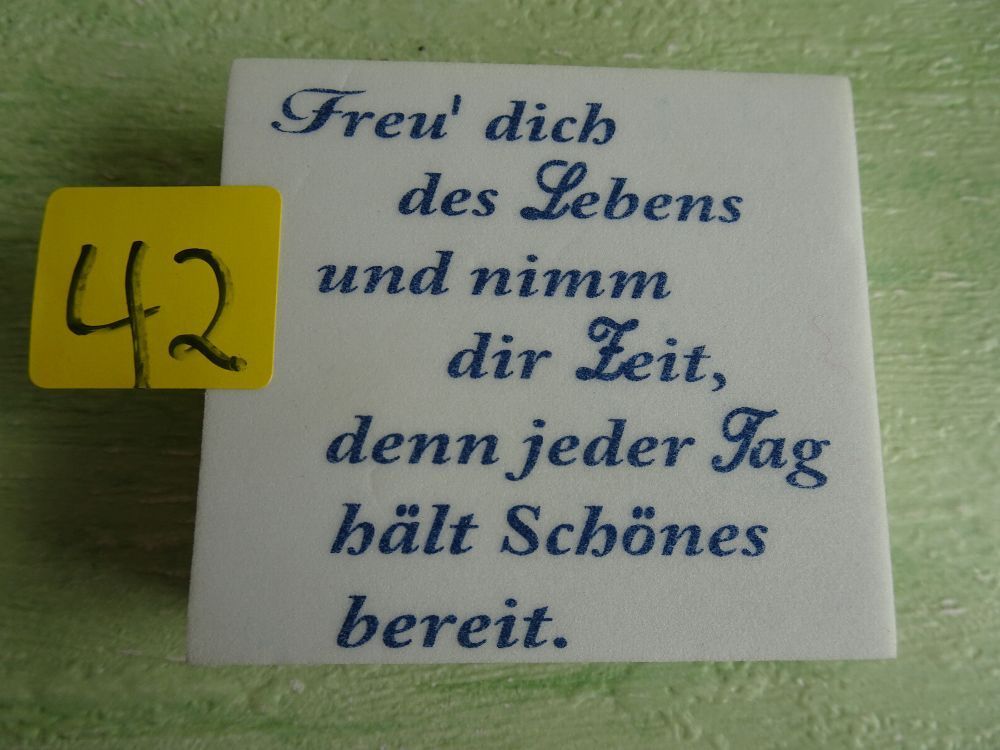 Freu' dich
des Lebens
und nimm
dir Zeit,
denn jeder Tag
hält Schönes
bereit.
42